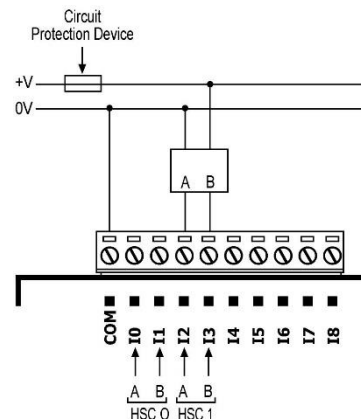 Circuit
Protection Device
+V
0V
A B
COM I0 I1 I2 I3 I4 I5 I6 I7 I8
A B A B
HSC 0 HSC 1